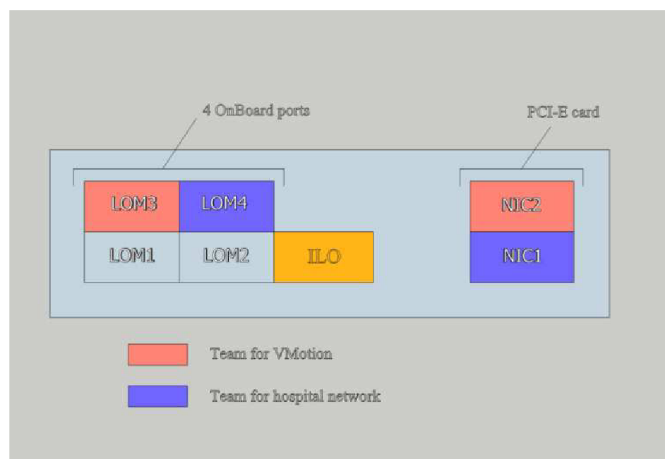 4 OnBoard ports
PCI-E card
LOM3 LOM4
NIC2
LOM1 LOM2 ILO
NIC1
Team for VMotion
Team for hospital network